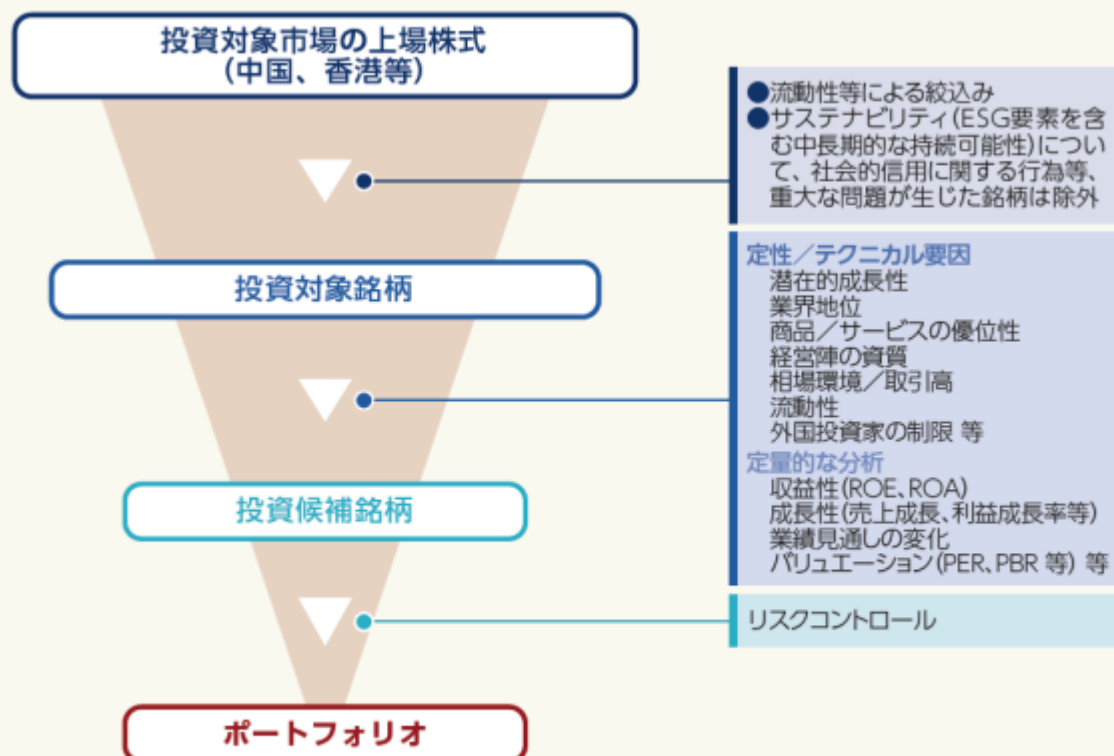 投資対象市場の上場株式
(中国、香港等)
●流動性等による絞込み
●サステナビリティ(ESG要素を含
む中長期的な持続可能性)につい
て、社会的信用に関する行為等、
重大な問題が生じた銘柄は除外
投資対象銘柄
定性/テクニカル要因
潜在的成長性
業界地位
商品/サービスの優位性
経営陣の資質
相場環境/取引高
流動性
外国投資家の制限 等
定量的な分析
収益性(ROE、ROA)
成長性(売上成長、利益成長率等)
業績見通しの変化
バリュエーション(PER、PBR 等) 等
投資候補銘柄
リスクコントロール
ポートフォリオ